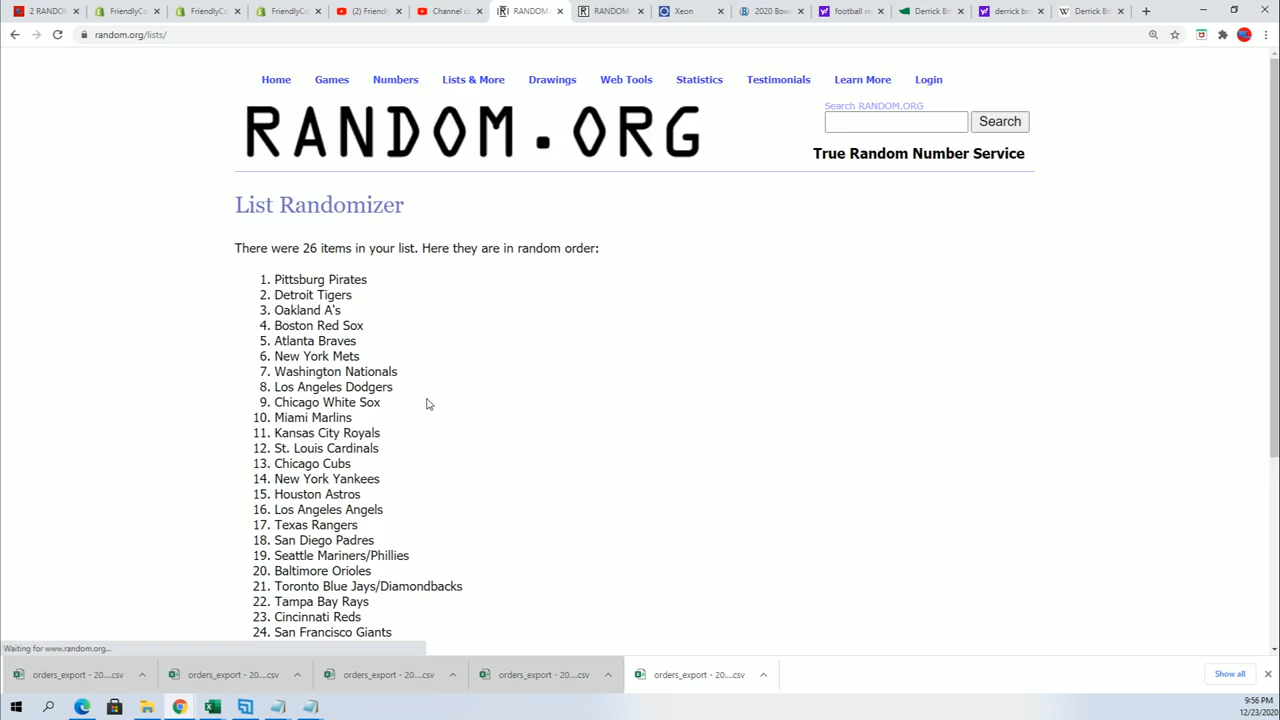 2 RANDO
FriendlyCo
FriendlyCo
FriendlyCo
(2) Friend
Channel c
RANDOM
RANDOM
Xeon
2020 Bow
football r
Derrick Br
yahoo bro
Derrick Br
random.org/lists/
Home Games Numbers Lists & More Drawings Web Tools Statistics Testimonials Learn More Login
Search RANDOM.ORG
RANDOM.ORG
Search
True Random Number Service
List Randomizer
There were 26 items in your list. Here they are in random order:
1. Pittsburg Pirates
2. Detroit Tigers
3. Oakland A's
4. Boston Red Sox
5. Atlanta Braves
6. New York Mets
7. Washington Nationals
8. Los Angeles Dodgers
9. Chicago White Sox
10. Miami Marlins
11. Kansas City Royals
12. St. Louis Cardinals
13. Chicago Cubs
14. New York Yankees
15. Houston Astros
16. Los Angeles Angels
17. Texas Rangers
18. San Diego Padres
19. Seattle Mariners/Phillies
20. Baltimore Orioles
21. Toronto Blue Jays/Diamondbacks
22. Tampa Bay Rays
23. Cincinnati Reds
24. San Francisco Giants
Waiting for www.random.org...
orders_export - 20....csv orders_export - 20....csv orders_export - 20....csv orders_export - 20....csv orders_export - 20....csv Show all
9:56 PM
12/23/2020